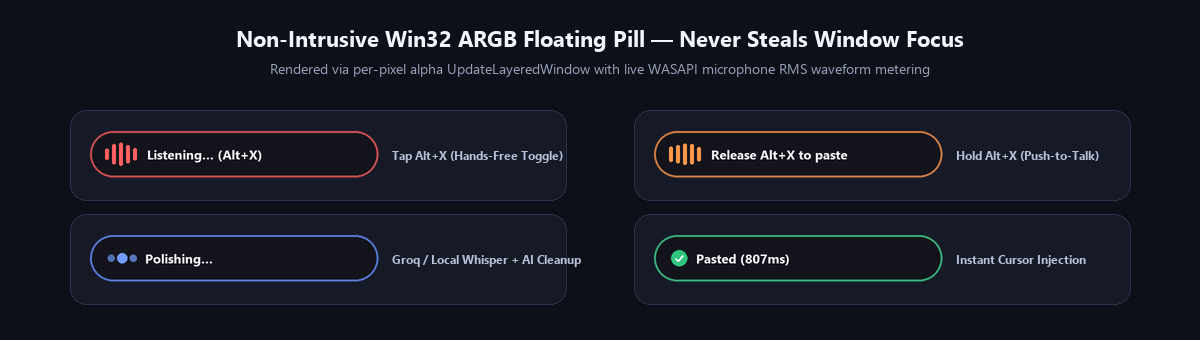 Non-Intrusive Win32 ARGB Floating Pill — Never Steals Window Focus
Rendered via per-pixel alpha UpdateLayeredWindow with live WASAPI microphone RMS waveform metering
Listening... (Alt+X)
Tap Alt+X (Hands-Free Toggle)
Release Alt+X to paste
Hold Alt+X (Push-to-Talk)
Polishing...
Groq / Local Whisper + AI Cleanup
Pasted (807ms)
Instant Cursor Injection